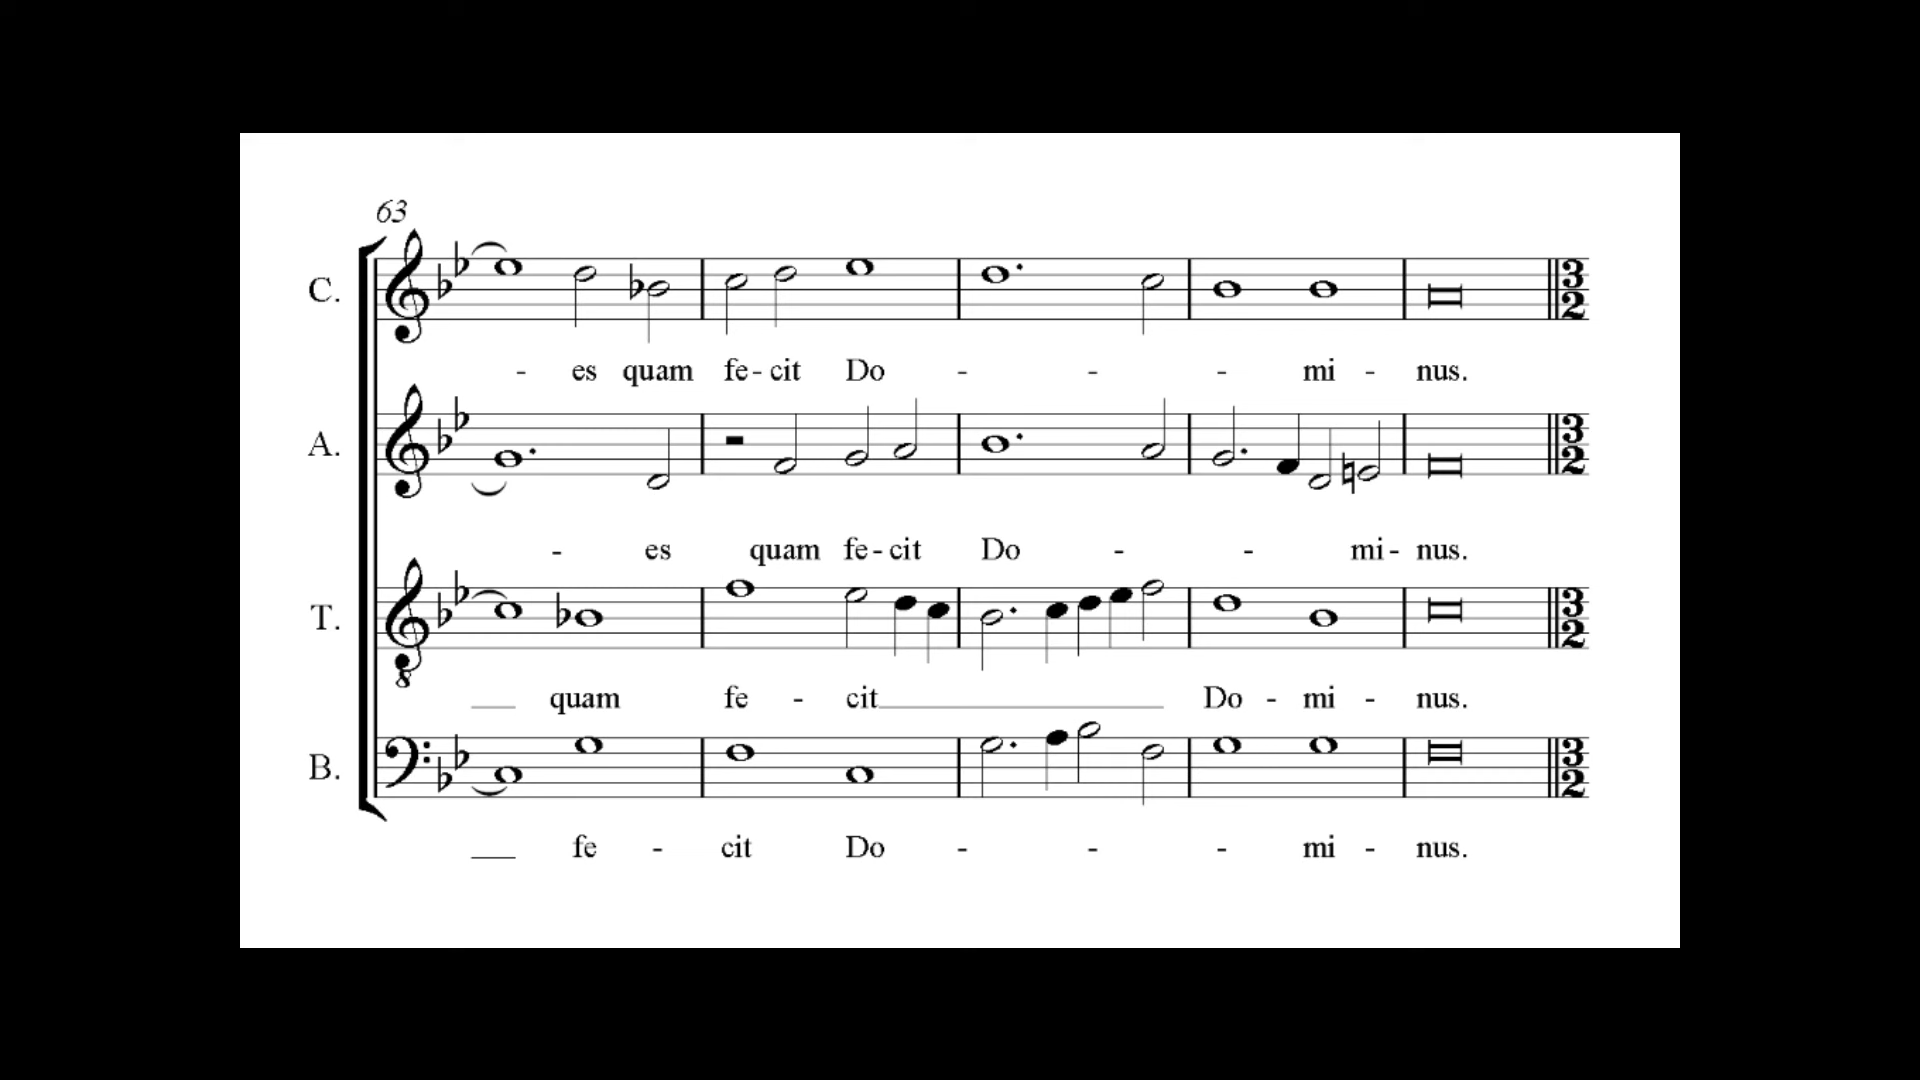 63
C.
- es quam fe - cit Do - - - mi - nus.
A.
- es quam fe - cit Do - - mi - nus.
T.
quam fe - cit Do - mi - nus.
B.
fe - cit Do - - - mi - nus.